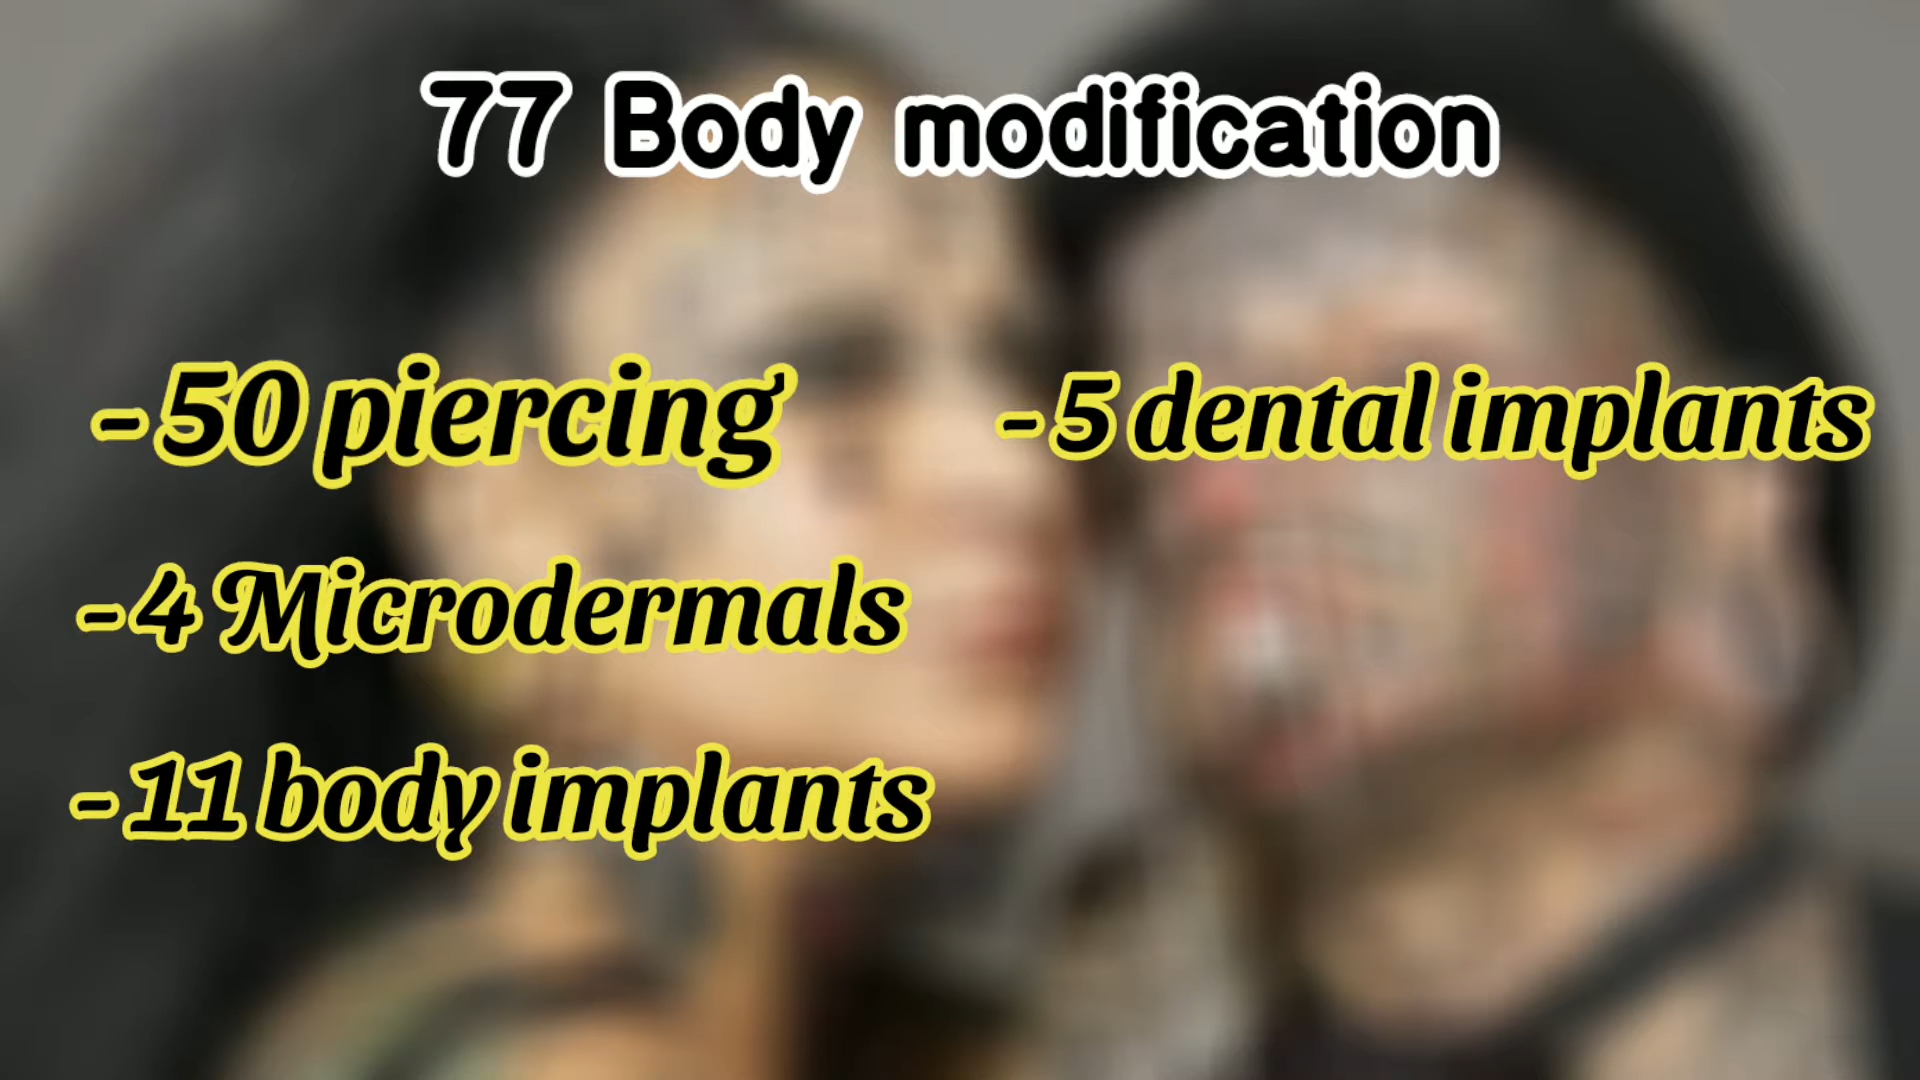 77 Body modification
- 50 piercing
- 5 dental implants
- 4 Microdermals
- 11 body implants